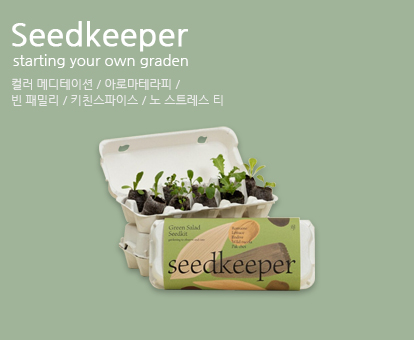 Seedkeeper
starting your own graden
컬러 메디테이션 / 아로마테라피 /
빈 패밀리 / 키친스파이스 / 노 스트레스 티
Green Salad
Seedkit
seedkeeper